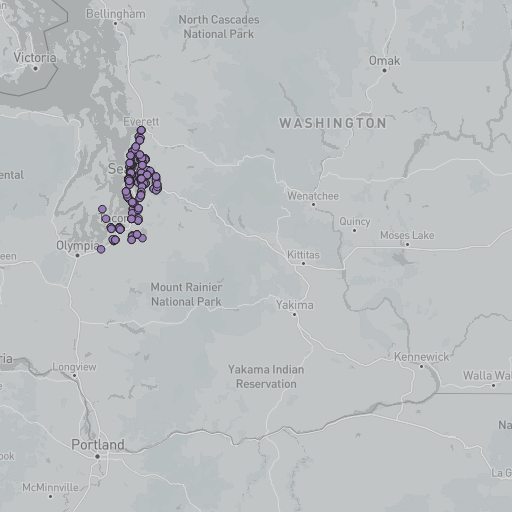 Bellingham
North Cascades
National Park
Victoria
Omak
Everett
WASHINGTON
Sea
ental
Wenatchee
Quincy
Moses Lake
Olympia
een
Kittitas
Mount Rainier
National Park
Yakima
ria
Kennewick
Longview
Yakama Indian
Reservation
Walla Wal
Na
Portland
ook
La G
McMinnville